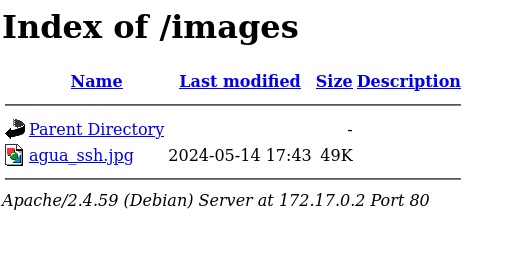 Index of /images
Name Last modified Size Description
Parent Directory -
agua_ssh.jpg 2024-05-14 17:43 49K
Apache/2.4.59 (Debian) Server at 172.17.0.2 Port 80